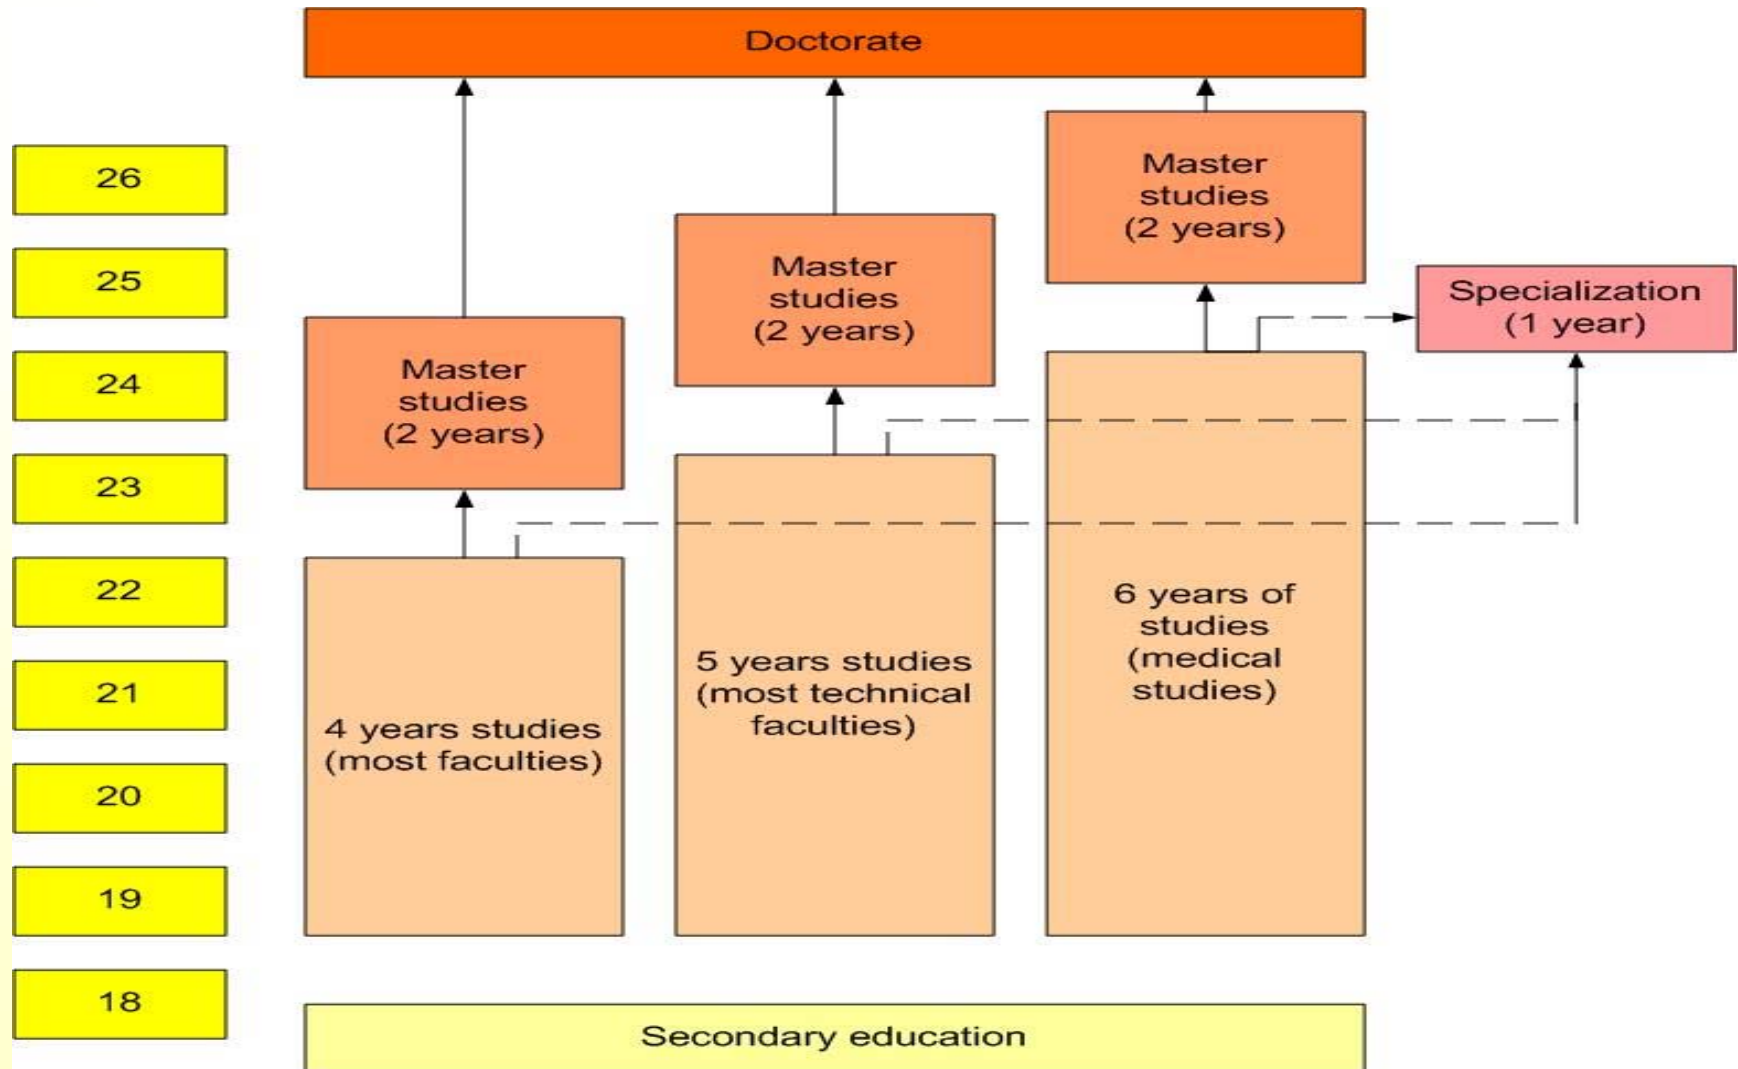 Doctorate
26
25
24
23
22
21
20
19
18
Master
studies
(2 years)
Master
studies
(2 years)
Master
studies
(2 years)
Specialization
(1 year)
4 years studies
(most faculties)
5 years studies
(most technical
faculties)
6 years of
studies
(medical
studies)
Secondary education